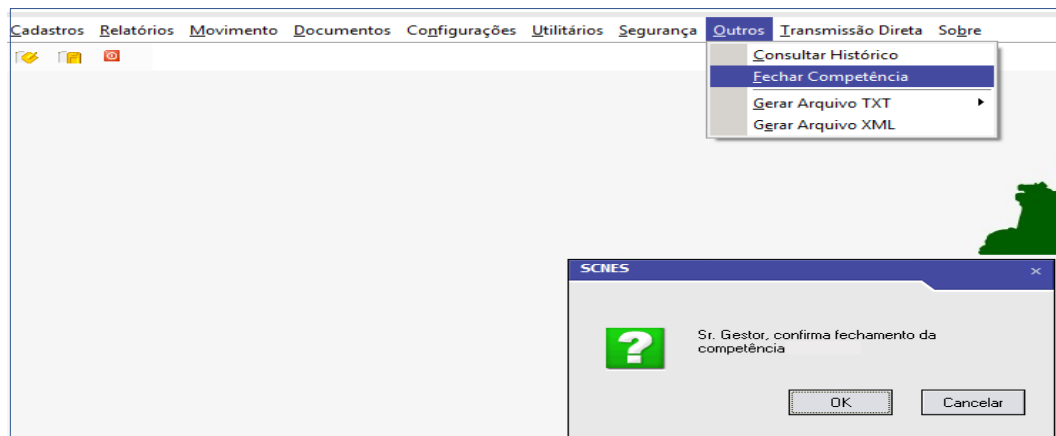 Cadastros Relatórios Movimento Documentos Configurações Utilitários Segurança Outros Transmissão Direta Sobre
Consultar Histórico
Fechar Competência
Gerar Arquivo TXT
Gerar Arquivo XML
SCNES
Sr. Gestor, confirma fechamento da
competência
OK Cancelar